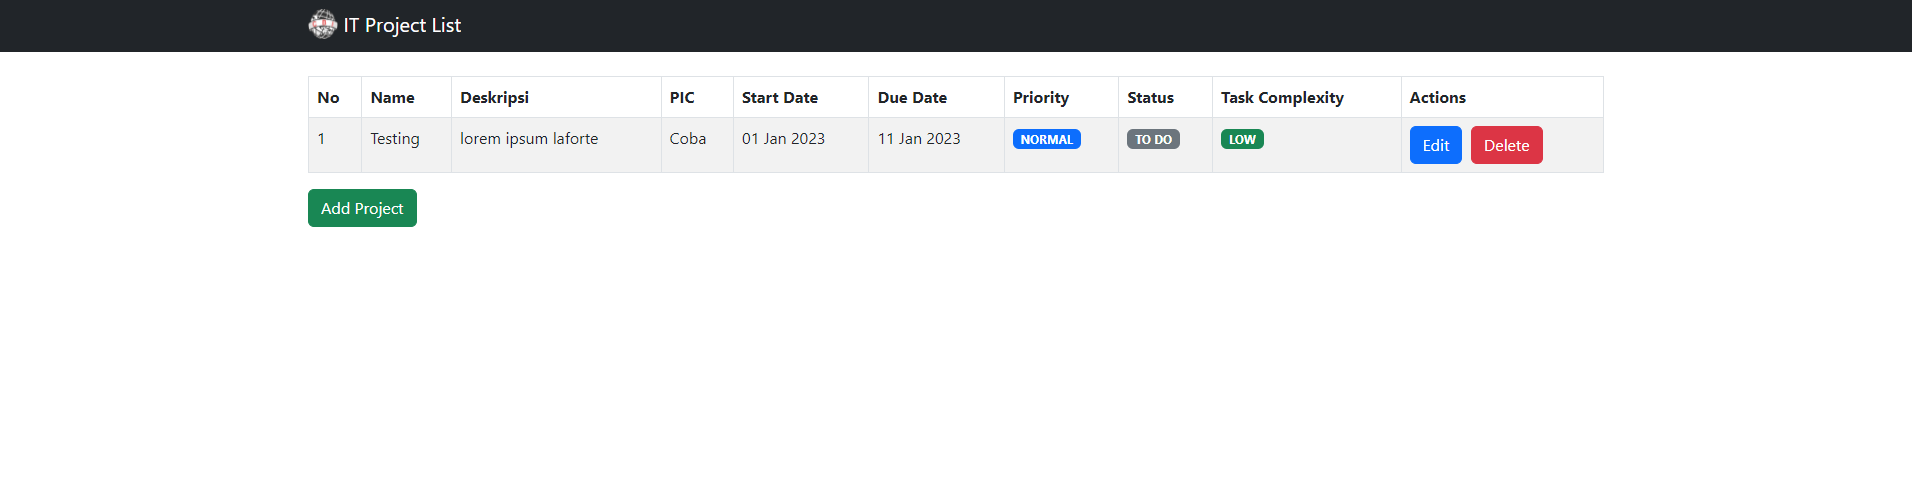 IT Project List
No Name Deskripsi PIC Start Date Due Date Priority Status Task Complexity Actions
1 Testing lorem ipsum laforte Coba 01 Jan 2023 11 Jan 2023 NORMAL TO DO LOW Edit Delete
Add Project